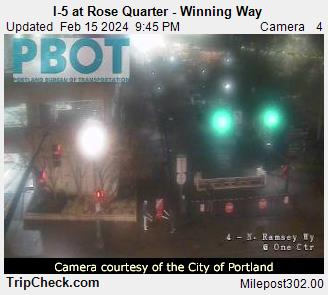 I-5 at Rose Quarter - Winning Way
Updated Feb 15 2024 9:45 PM Camera 4
PBOT
PORTLAND BUREAU OF TRANSPORTATION
4 - N. Ramsey Wy
@ One Ctr
Camera courtesy of the City of Portland
TripCheck.com Milepost302.00